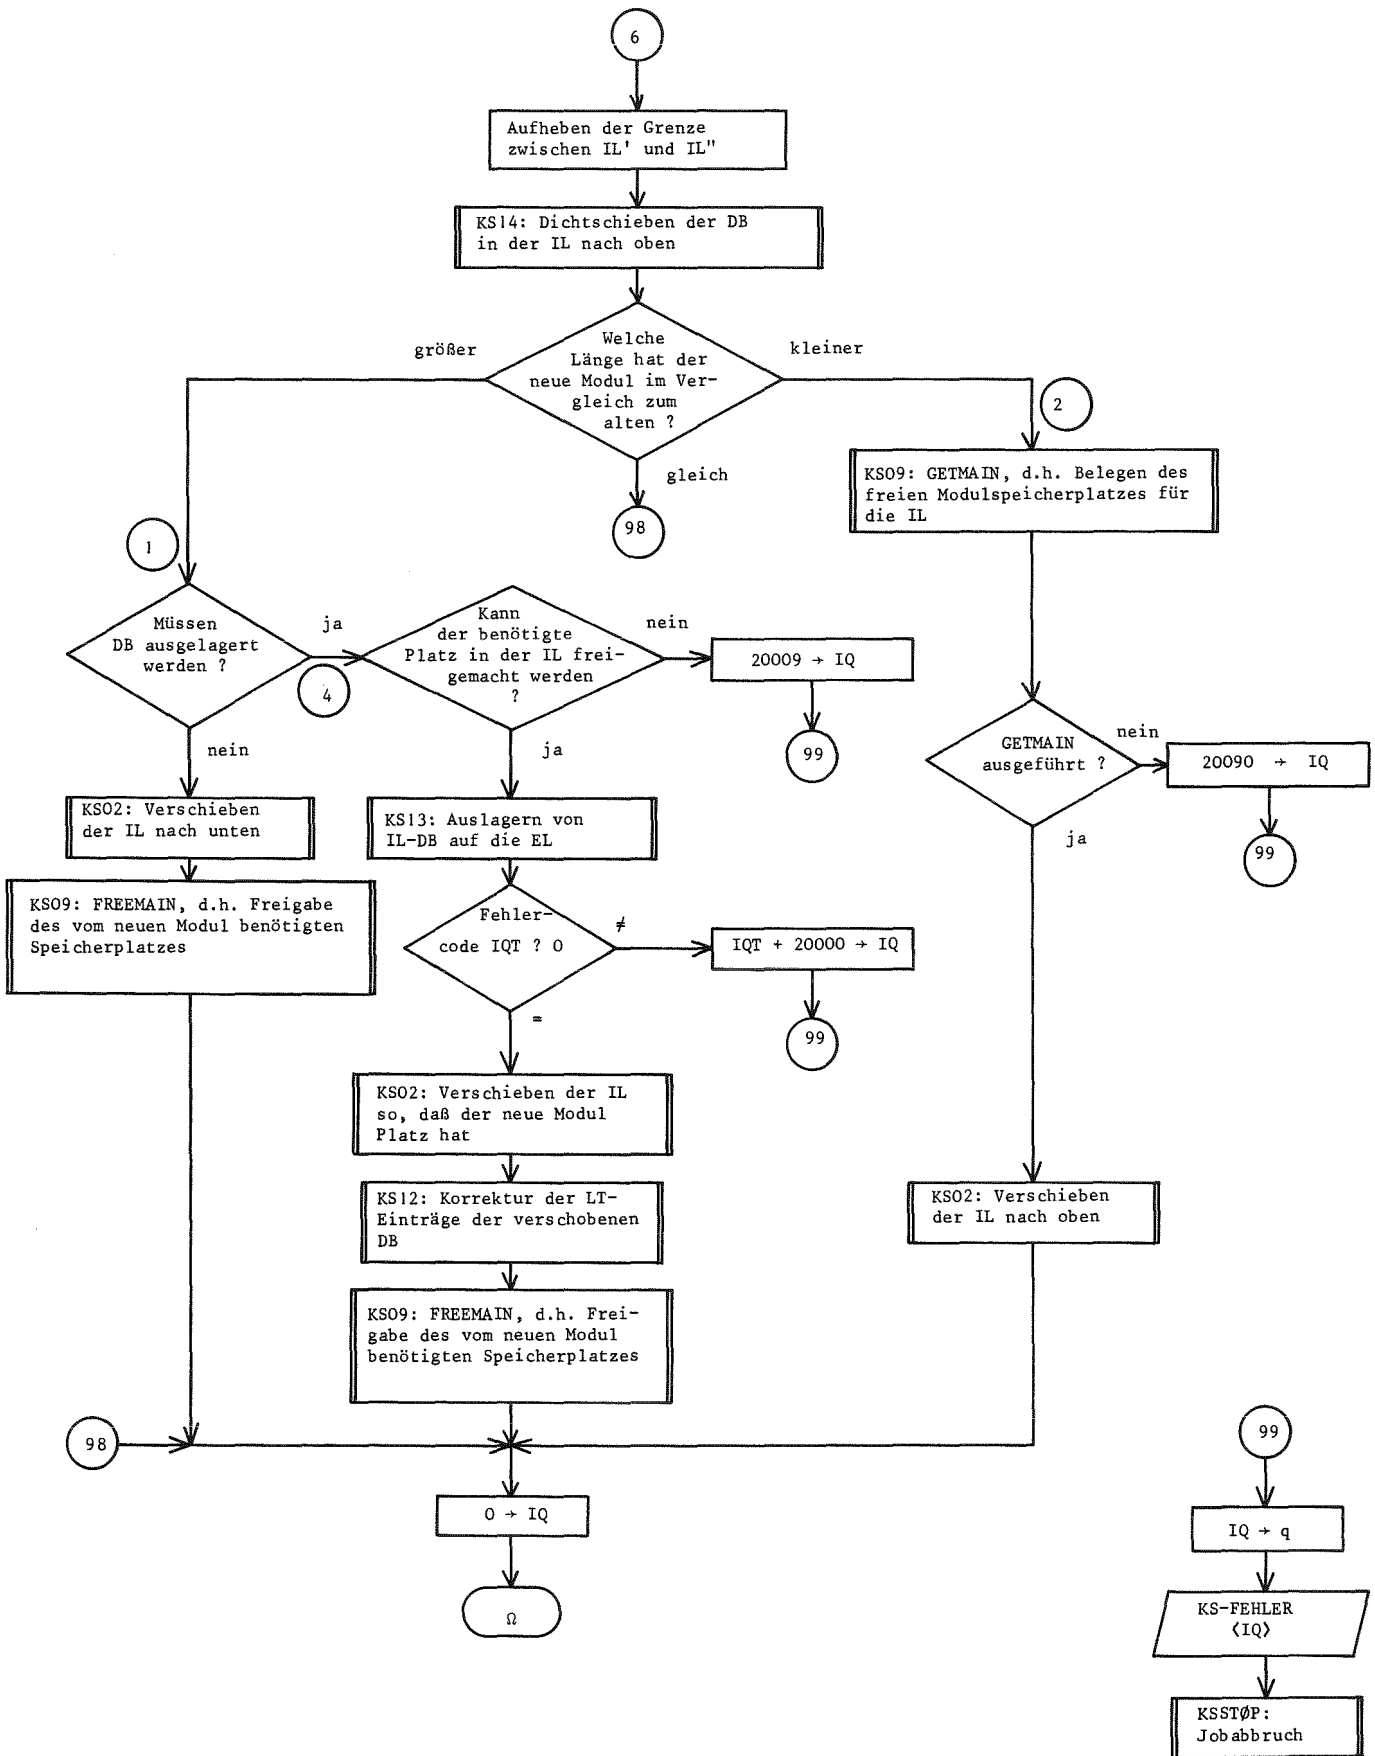 6
Aufheben der Grenze
zwischen IL' und IL"
KS14: Dichtschieben der DB
in der IL nach oben
Welche
Länge hat der
neue Modul im Ver-
gleich zum
alten ?
größer
kleiner
gleich
98
2
KS09: GETMAIN, d.h. Belegen des
freien Modulspeicherplatzes für
die IL
1
Müssen
DB ausgelagert
werden ?
ja
4
nein
Kann
der benötigte
Platz in der IL frei-
gemacht werden
?
nein
20009 → IQ
99
ja
GETMAIN
ausgeführt ?
nein
20090 → IQ
99
ja
KS02: Verschieben
der IL nach unten
KS13: Auslagern von
IL-DB auf die EL
KS09: FREEMAIN, d.h. Freigabe
des vom neuen Modul benötigten
Speicherplatzes
Fehler-
code IQT ? 0
≠
IQT + 20000 → IQ
99
=
KS02: Verschieben der IL
so, daß der neue Modul
Platz hat
KS12: Korrektur der LT-
Einträge der verschobenen
DB
KS02: Verschieben
der IL nach oben
KS09: FREEMAIN, d.h. Frei-
gabe des vom neuen Modul
benötigten Speicherplatzes
98
0 → IQ
Ω
99
IQ → q
KS-FEHLER
⟨IQ⟩
KSSTØP:
Jobabbruch